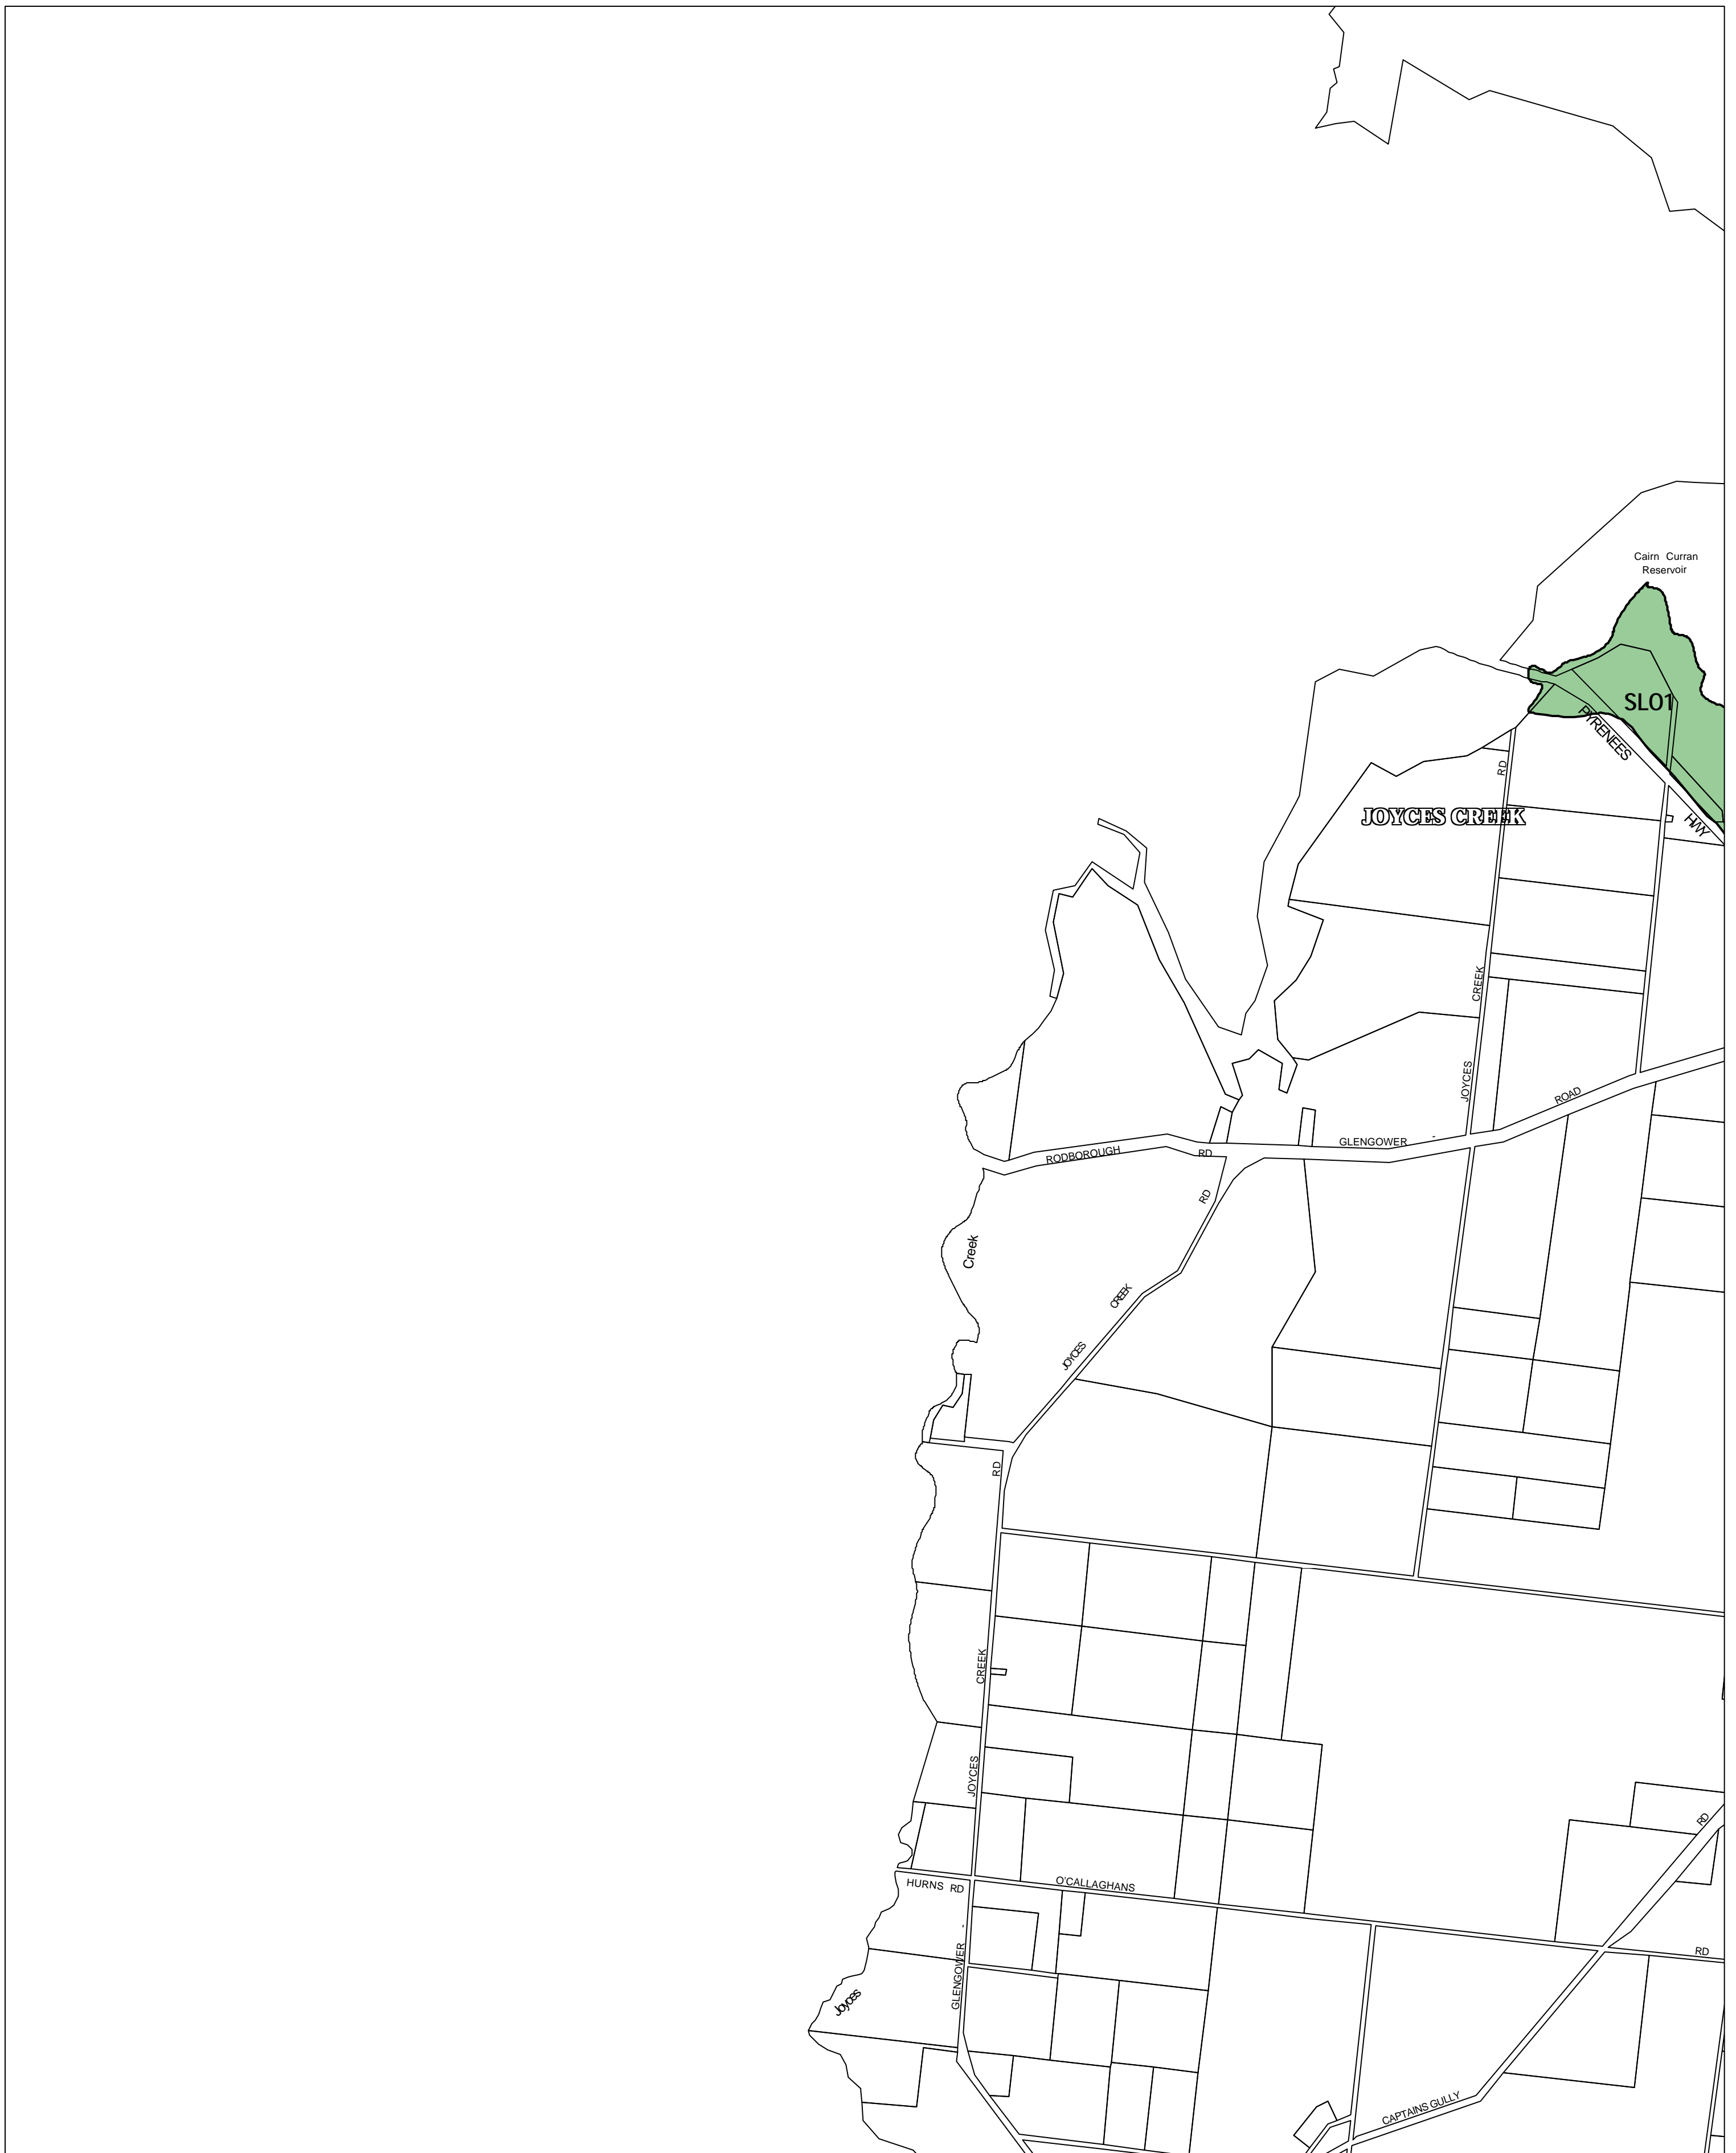 Cairn Curran
Reservoir
SLO1
PYRENEES
HWY
RD
JOYCES CREEK
CREEK
JOYCES
ROAD
GLENGOWER -
RODBOROUGH
RD
RD
Creek
CREEK
JOYCES
RD
CREEK
JOYCES
RD
HURNS RD
O'CALLAGHANS
GLENGOWER -
RD
Joyces
CAPTAINS GULLY